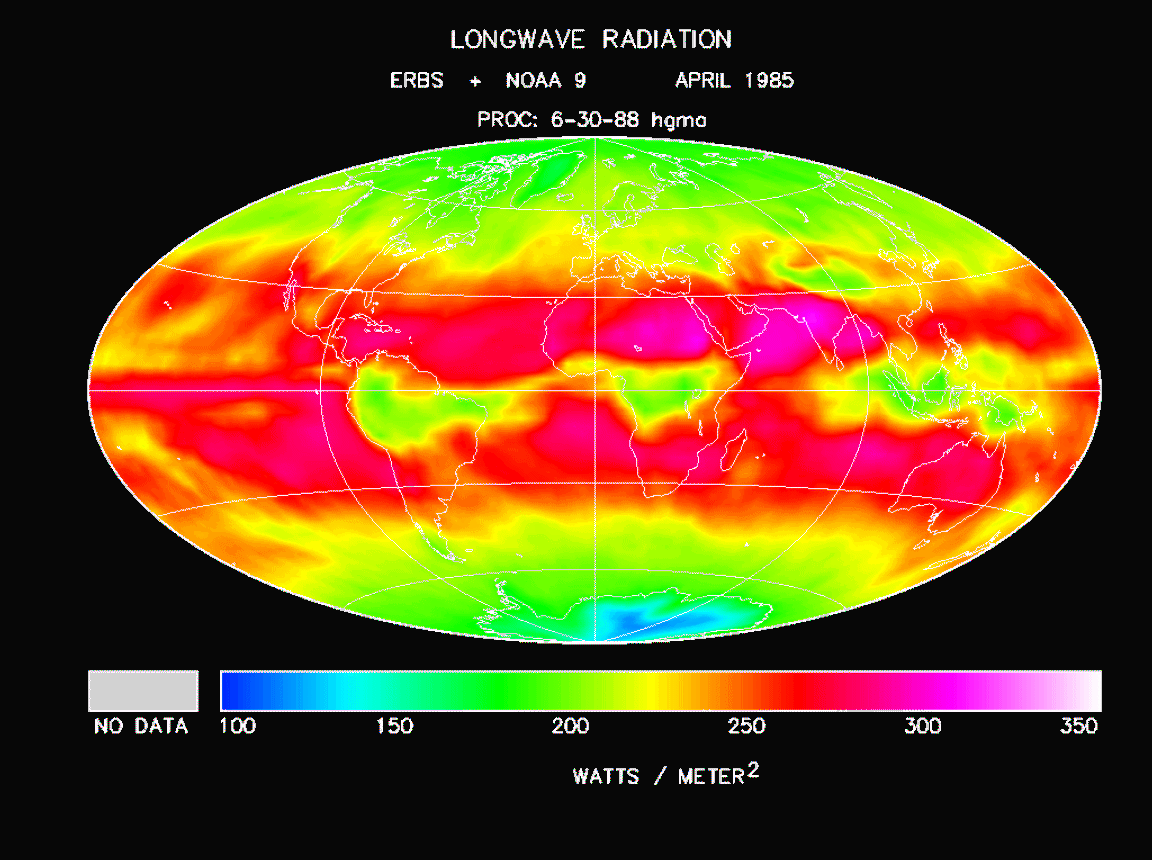 LONGWAVE RADIATION
ERBS + NOAA 9 APRIL 1985
PROC: 6-30-88 hgmo
NO DATA 100 150 200 250 300 350
WATTS / METER²